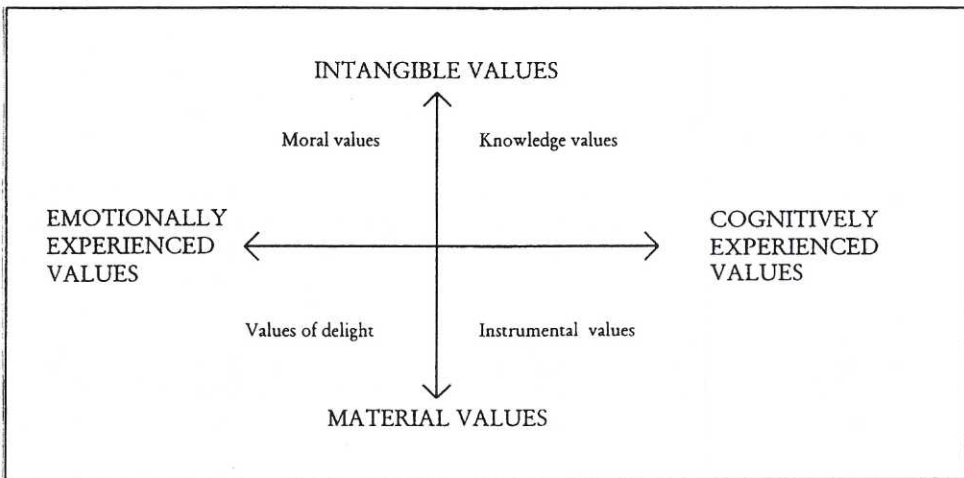 INTANGIBLE VALUES
Moral values
Knowledge values
EMOTIONALLY
EXPERIENCED
VALUES
COGNITIVELY
EXPERIENCED
VALUES
Values of delight
Instrumental values
MATERIAL VALUES